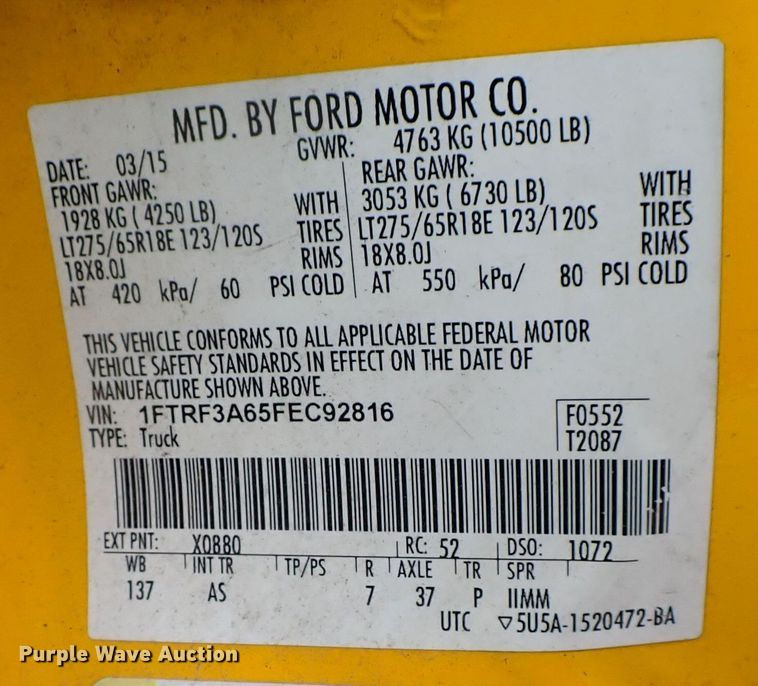 MFD. BY FORD MOTOR CO.
DATE: 03/15 GVWR: 4763 KG (10500 LB)
FRONT GAWR: REAR GAWR:
1928 KG ( 4250 LB) WITH 3053 KG ( 6730 LB) WITH
LT275/65R18E 123/120S TIRES LT275/65R18E 123/120S TIRES
18X8.0J RIMS 18X8.0J RIMS
AT 420 kPa/ 60 PSI COLD AT 550 kPa/ 80 PSI COLD
THIS VEHICLE CONFORMS TO ALL APPLICABLE FEDERAL MOTOR
VEHICLE SAFETY STANDARDS IN EFFECT ON THE DATE OF
MANUFACTURE SHOWN ABOVE.
VIN: 1FTRF3A65FEC92816 F0552
TYPE: Truck T2087
EXT PNT: X0880 RC: 52 DSO: 1072
WB INT TR TP/PS R AXLE TR SPR
137 AS 7 37 P IIMM
UTC ▽5U5A-1520472-BA
Purple Wave Auction